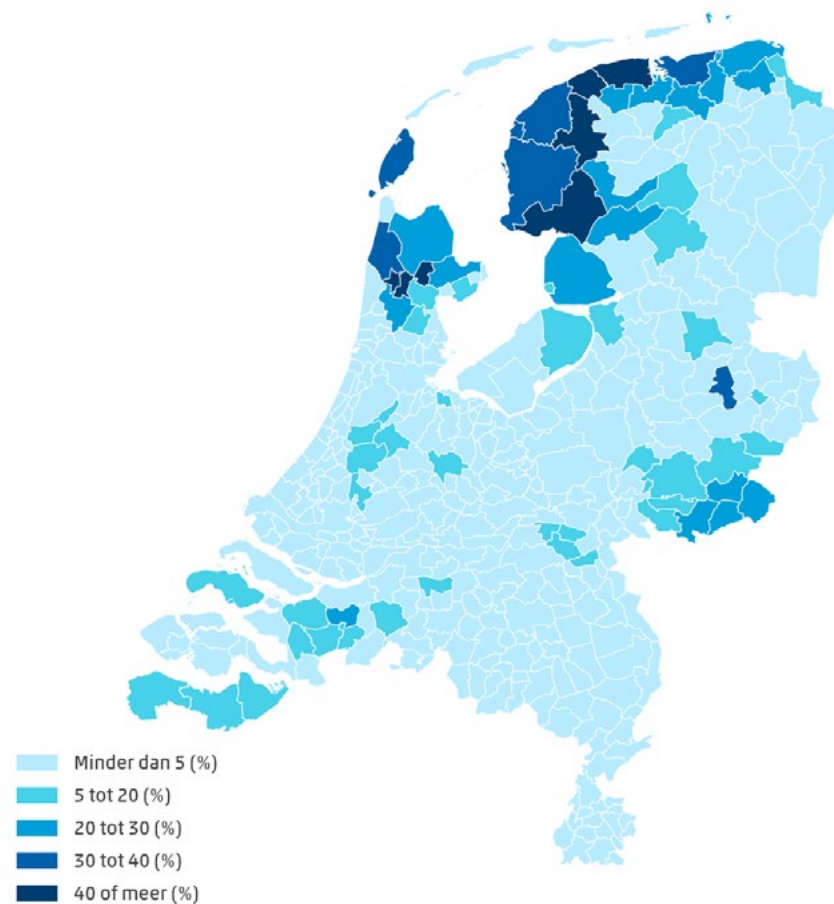 Minder dan 5 (%)
5 tot 20 (%)
20 tot 30 (%)
30 tot 40 (%)
40 of meer (%)